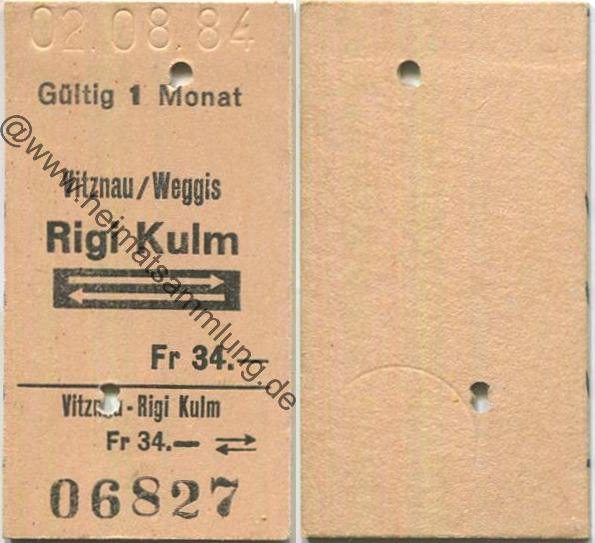 02.08.84
Gültig 1 Monat
Vitznau/Weggis
Rigi Kulm
Fr 34.—
Vitznau-Rigi Kulm
Fr 34.—
06827
@www.heimatsammlung.de